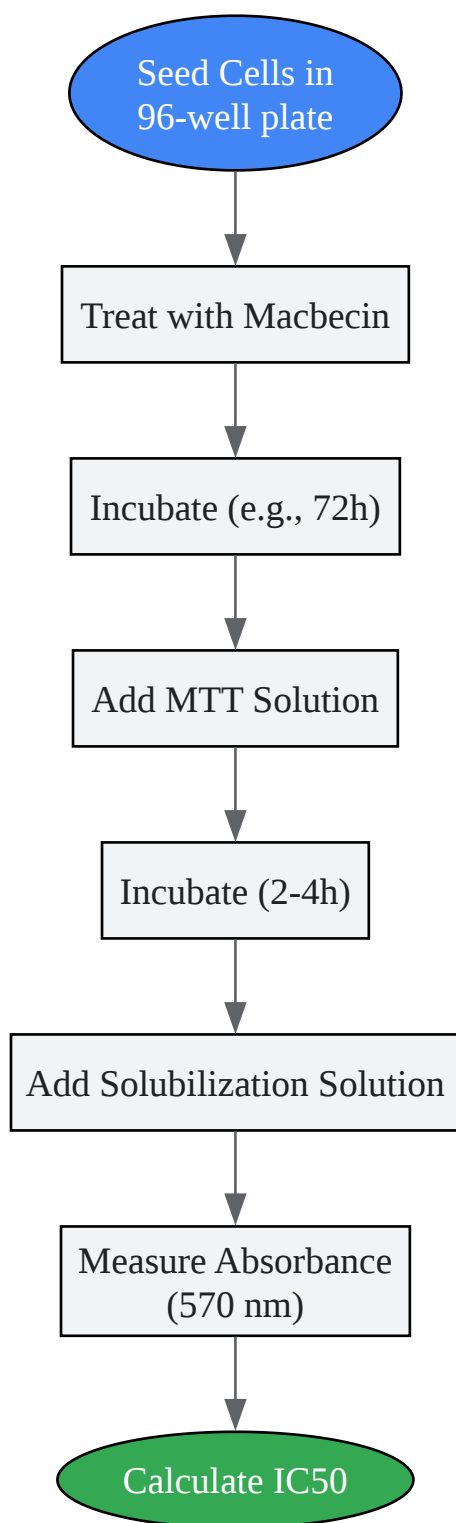 Seed Cells in
96-well plate
Treat with Macbecin
Incubate (e.g., 72h)
Add MTT Solution
Incubate (2-4h)
Add Solubilization Solution
Measure Absorbance
(570 nm)
Calculate IC50